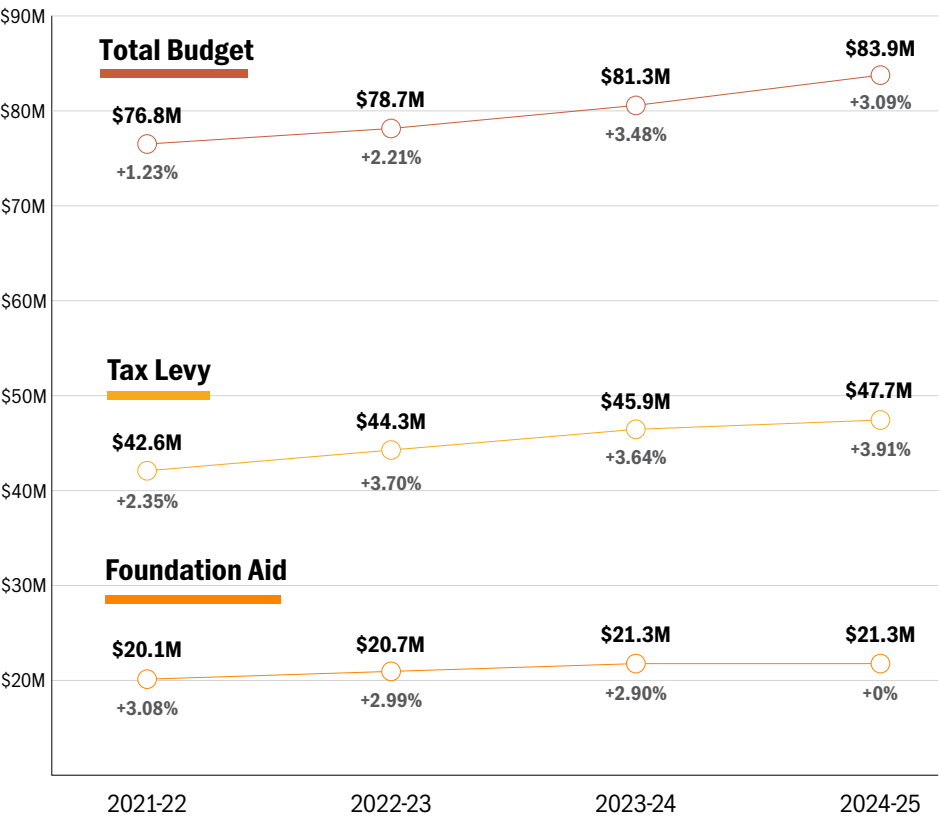 $90M
Total Budget
$83.9M
$81.3M
$78.7M
$76.8M
$80M
+3.09%
+3.48%
+2.21%
+1.23%
$70M
$60M
Tax Levy
$50M
$47.7M
$45.9M
$44.3M
$42.6M
+3.91%
+3.64%
+3.70%
$40M
+2.35%
Foundation Aid
$30M
$20.1M
$20.7M
$21.3M
$21.3M
$20M
+3.08%
+2.99%
+2.90%
+0%
2021-22
2022-23
2023-24
2024-25